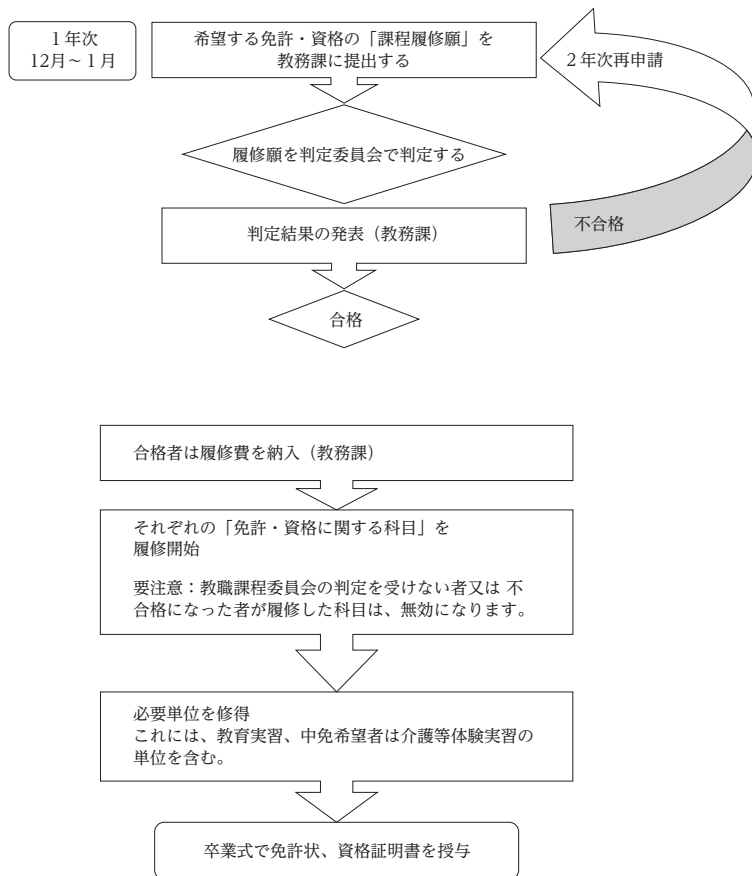 １年次
12月～１月
希望する免許・資格の「課程履修願」を
教務課に提出する
２年次再申請
履修願を判定委員会で判定する
判定結果の発表（教務課）
不合格
合格
合格者は履修費を納入（教務課）
それぞれの「免許・資格に関する科目」を
履修開始
要注意：教職課程委員会の判定を受けない者又は 不
合格になった者が履修した科目は、無効になります。
必要単位を修得
これには、教育実習、中免希望者は介護等体験実習の
単位を含む。
卒業式で免許状、資格証明書を授与